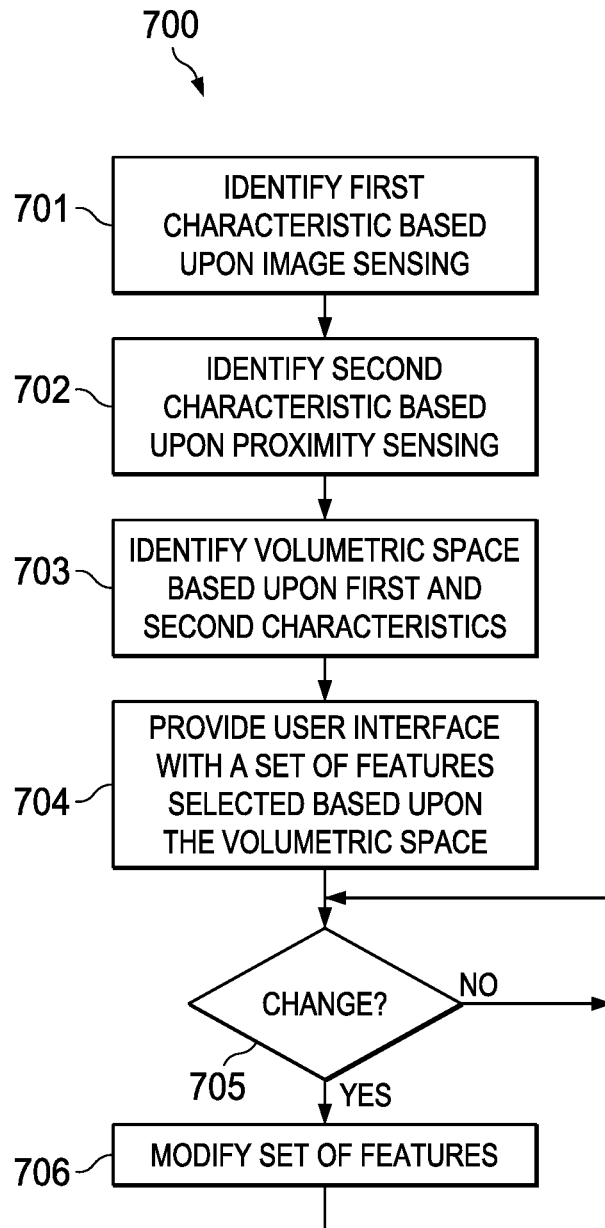 700
701
IDENTIFY FIRST
CHARACTERISTIC BASED
UPON IMAGE SENSING
702
IDENTIFY SECOND
CHARACTERISTIC BASED
UPON PROXIMITY SENSING
703
IDENTIFY VOLUMETRIC SPACE
BASED UPON FIRST AND
SECOND CHARACTERISTICS
704
PROVIDE USER INTERFACE
WITH A SET OF FEATURES
SELECTED BASED UPON
THE VOLUMETRIC SPACE
CHANGE?
NO
705
YES
706
MODIFY SET OF FEATURES